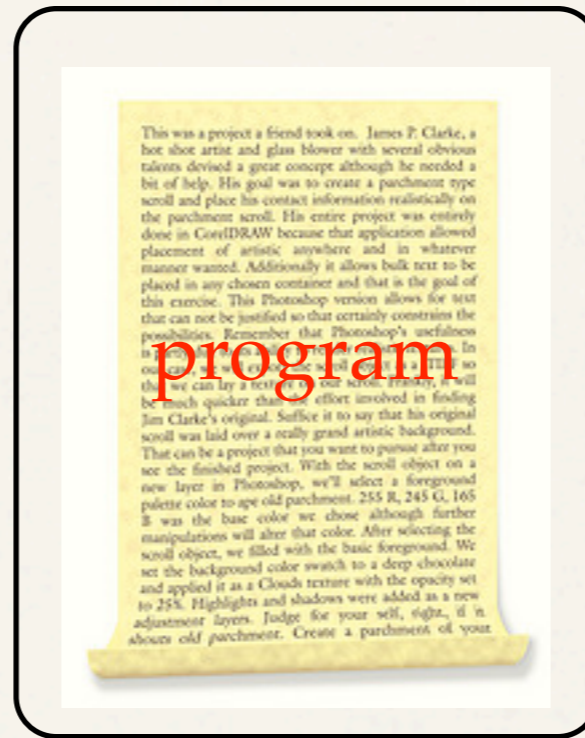 This was a project a friend took on. James P. Clarke, a
hot shot artist and glass blower with several obvious
talents devised a great concept although he needed a
bit of help. His goal was to create a parchment type
scroll and place his contact information realistically on
the parchment scroll. His entire project was entirely
done in CorelDRAW because that application allowed
placement of artistic anywhere and in whatever
manner wanted. Additionally it allows bulk text to be
placed in any chosen container and that is the goal of
this exercise. This Photoshop version allows for text
that can not be justified so that certainly constrains the
possibilities. Remember that Photoshop's usefulness
program
that we can lay a texture our scroll. it will
be much quicker than the effort involved in finding
Jim Clarke's original. Suffice it to say that his original
scroll was laid over a really grand artistic background.
That can be a project that you want to pursue after you
see the finished project. With the scroll object on a
new layer in Photoshop, we'll select a foreground
palette color to ape old parchment. 255 R, 245 G, 165
B was the base color we chose although further
manipulations will alter that color. After selecting the
scroll object, we filled with the basic foreground. We
set the background color swatch to a deep chocolate
and applied it as a Clouds texture with the opacity set
to 25%. Highlights and shadows were added as a new
adjustment layers. Judge for your self, right,, if it
shouts old parchment. Create a parchment of your